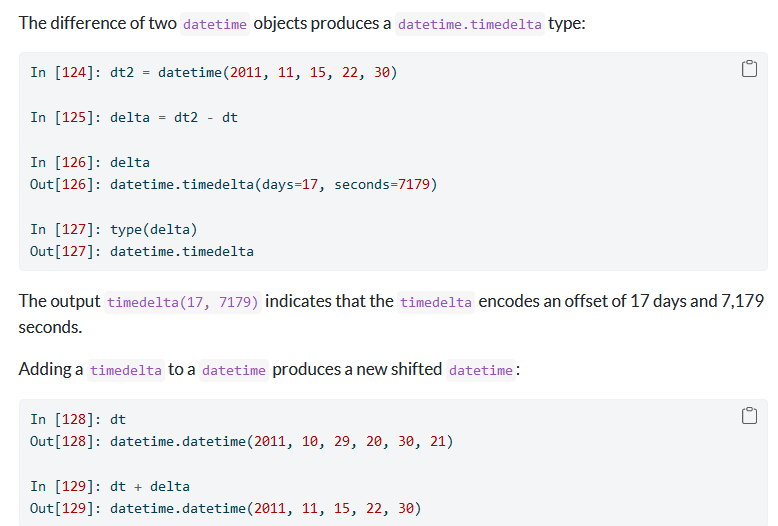 The difference of two datetime objects produces a datetime.timedelta type:
In [124]: dt2 = datetime(2011, 11, 15, 22, 30)
In [125]: delta = dt2 - dt
In [126]: delta
Out[126]: datetime.timedelta(days=17, seconds=7179)
In [127]: type(delta)
Out[127]: datetime.timedelta
The output timedelta(17, 7179) indicates that the timedelta encodes an offset of 17 days and 7,179
seconds.
Adding a timedelta to a datetime produces a new shifted datetime:
In [128]: dt
Out[128]: datetime.datetime(2011, 10, 29, 20, 30, 21)
In [129]: dt + delta
Out[129]: datetime.datetime(2011, 11, 15, 22, 30)